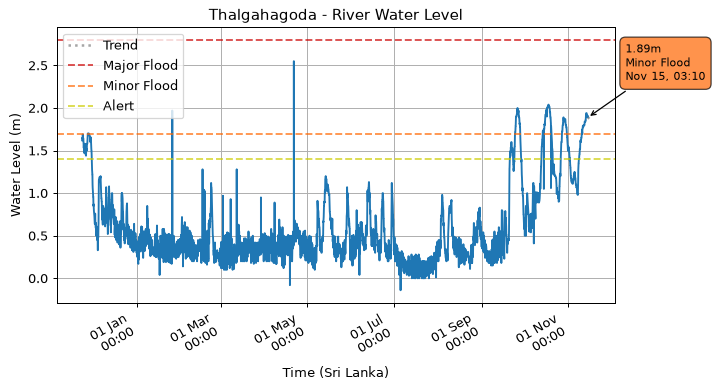 Thalgahagoda - River Water Level
Trend
Major Flood
Minor Flood
Alert
1.89m
Minor Flood
Nov 15, 03:10
Water Level (m)
2.5
2.0
1.5
1.0
0.5
0.0
01 Jan
00:00
01 Mar
00:00
01 May
00:00
01 Jul
00:00
01 Sep
00:00
01 Nov
00:00
Time (Sri Lanka)